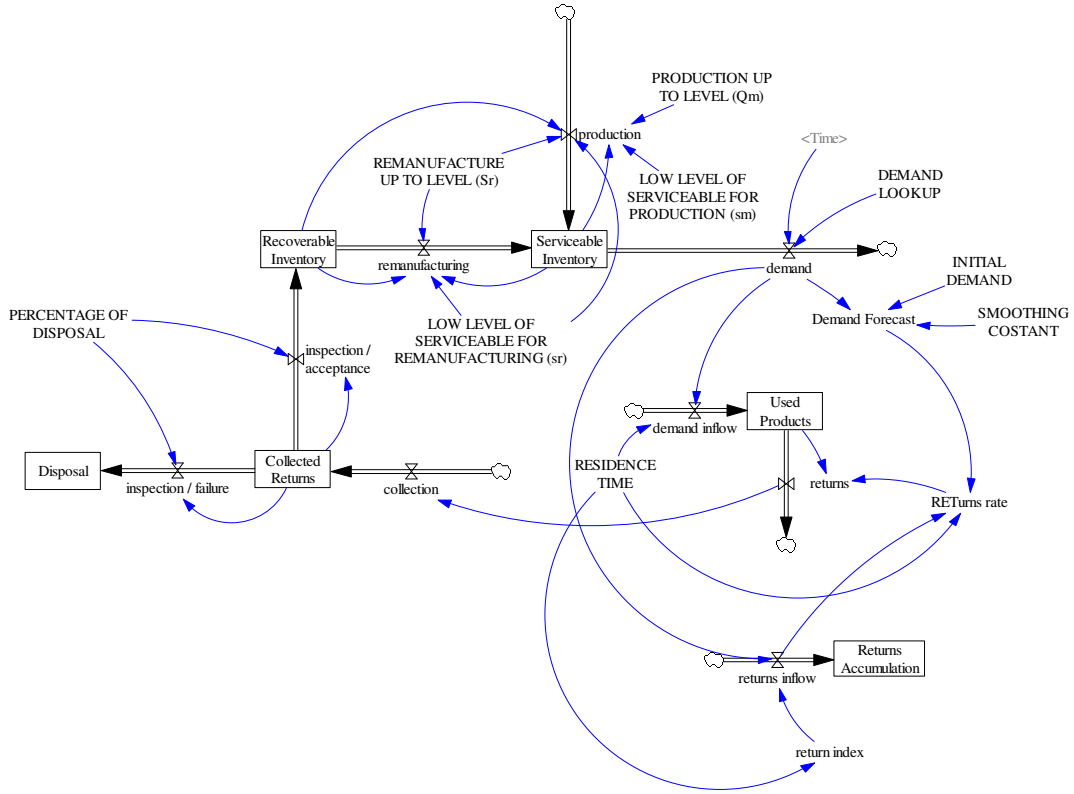 PRODUCTION UP
TO LEVEL (Qm)
production
<Time>
REMANUFACTURE
UP TO LEVEL (Sr)
LOW LEVEL OF
SERVICEABLE FOR
PRODUCTION (sm)
DEMAND
LOOKUP
Recoverable
Inventory
remanufacturing
Serviceable
Inventory
demand
INITIAL
DEMAND
PERCENTAGE OF
DISPOSAL
LOW LEVEL OF
SERVICEABLE FOR
REMANUFACTURING (sr)
Demand Forecast
SMOOTHING
COSTANT
inspection /
acceptance
Used
Products
demand inflow
Disposal
inspection / failure
Collected
Returns
collection
RESIDENCE
TIME
returns
RETurns rate
Returns
Accumulation
returns inflow
return index